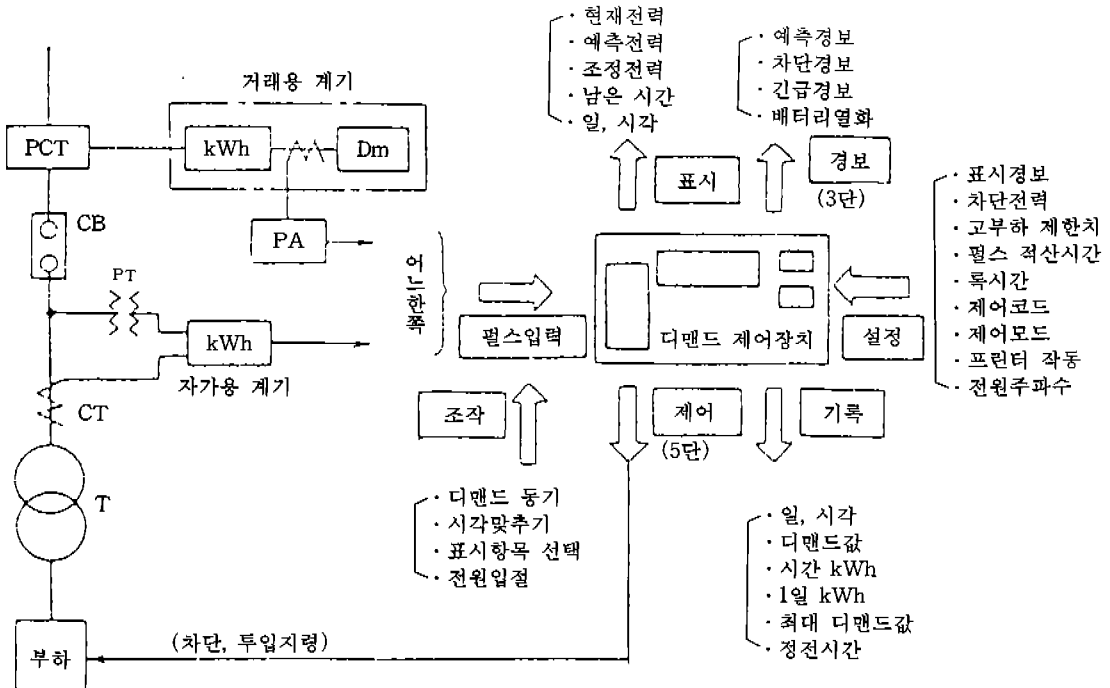 · 현재전력
· 예측전력
· 조정전력
· 남은 시간
· 일, 시각
· 예측경보
· 차단경보
· 긴급경보
· 배터리열화
거래용 계기
PCT
kWh
Dm
표시
경보
(3단)
CB
PA
PT
kWh
자가용 계기
CT
어느한쪽
펄스입력
디맨드 제어장치
설정
· 표시경보
· 차단전력
· 고부하 제한치
· 펄스 적산시간
· 록시간
· 제어코드
· 제어모드
· 프린터 작동
· 전원주파수
조작
제어
(5단)
기록
T
· 디맨드 동기
· 시각맞추기
· 표시항목 선택
· 전원입절
· 일, 시각
· 디맨드값
· 시간 kWh
· 1일 kWh
· 최대 디맨드값
· 정전시간
부하
(차단, 투입지령)